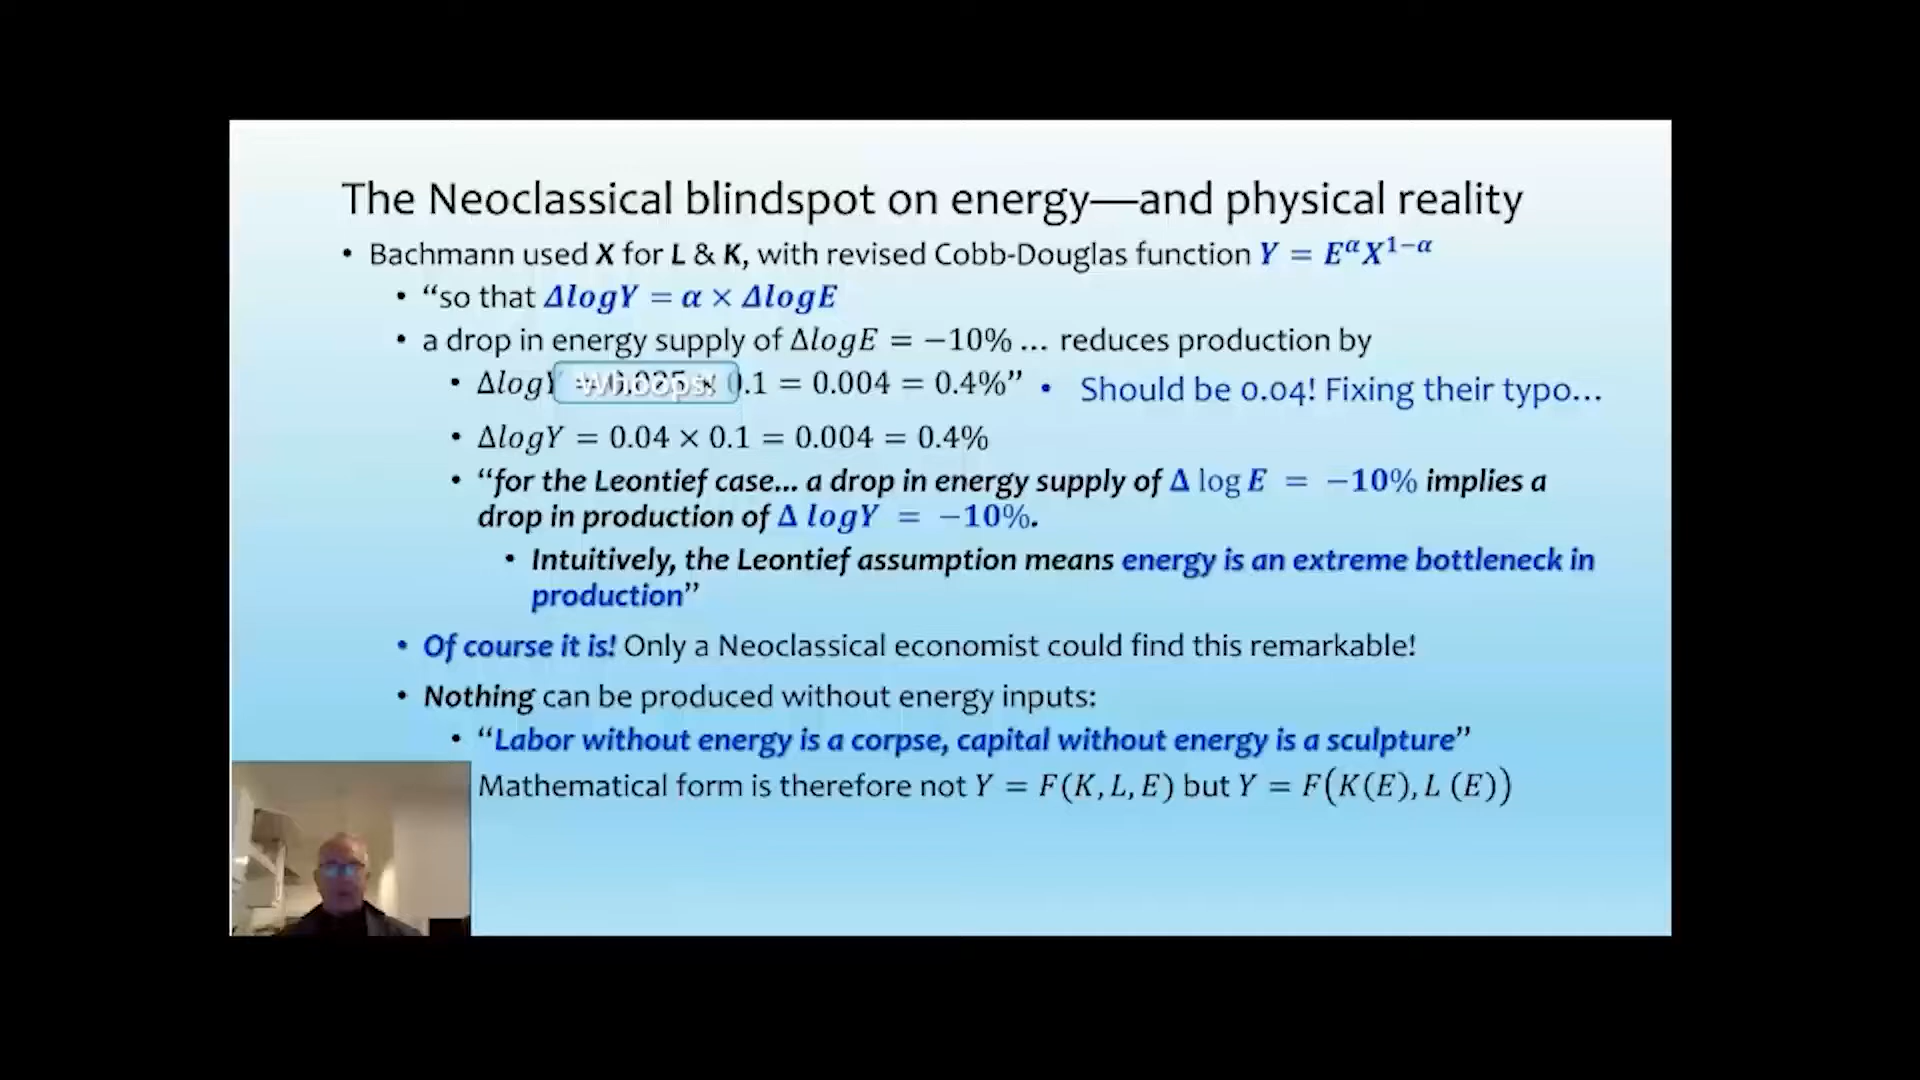 The Neoclassical blindspot on energy—and physical reality
• Bachmann used X for L & K, with revised Cobb-Douglas function Y = E^α X^{1−α}
• “so that ΔlogY = α × ΔlogE
• a drop in energy supply of ΔlogE = −10% … reduces production by
• ΔlogY = 0.025 × 0.1 = 0.004 = 0.4%” • Should be 0.04! Fixing their typo…
Whoops!
• ΔlogY = 0.04 × 0.1 = 0.004 = 0.4%
• “for the Leontief case... a drop in energy supply of Δ log E = −10% implies a
drop in production of Δ logY = −10%.
• Intuitively, the Leontief assumption means energy is an extreme bottleneck in
production”
• Of course it is! Only a Neoclassical economist could find this remarkable!
• Nothing can be produced without energy inputs:
• “Labor without energy is a corpse, capital without energy is a sculpture”
Mathematical form is therefore not Y = F(K, L, E) but Y = F(K(E), L (E))